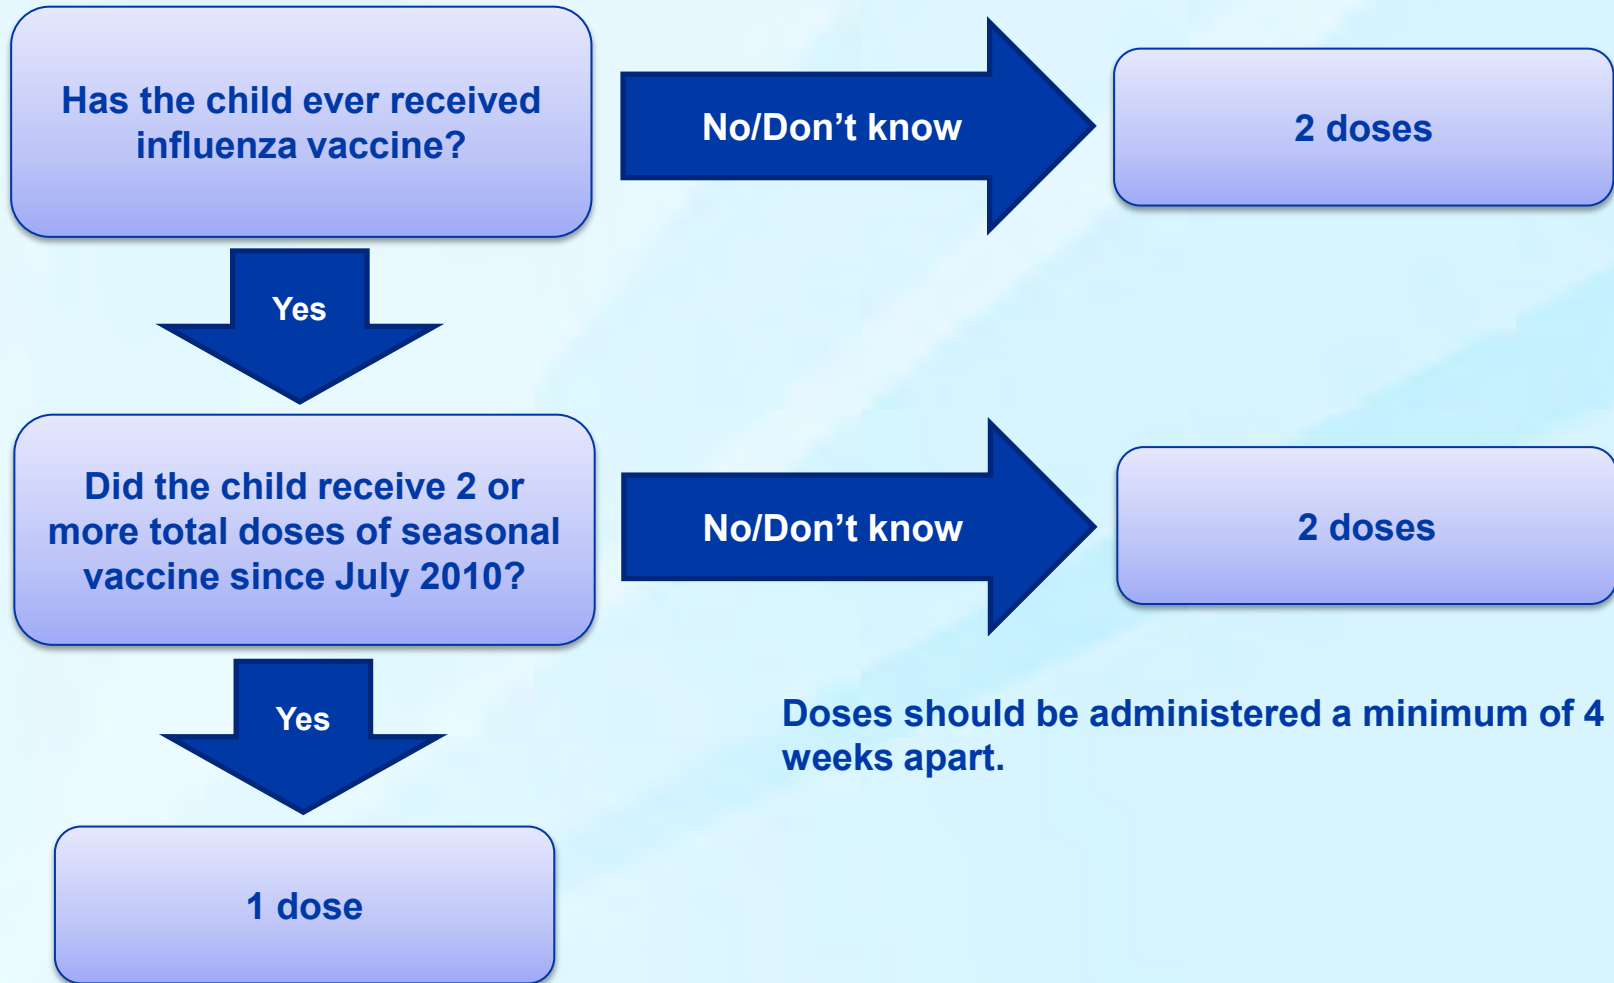 Has the child ever received
influenza vaccine?
No/Don’t know
2 doses
Yes
Did the child receive 2 or
more total doses of seasonal
vaccine since July 2010?
No/Don’t know
2 doses
Yes
Doses should be administered a minimum of 4
weeks apart.
1 dose